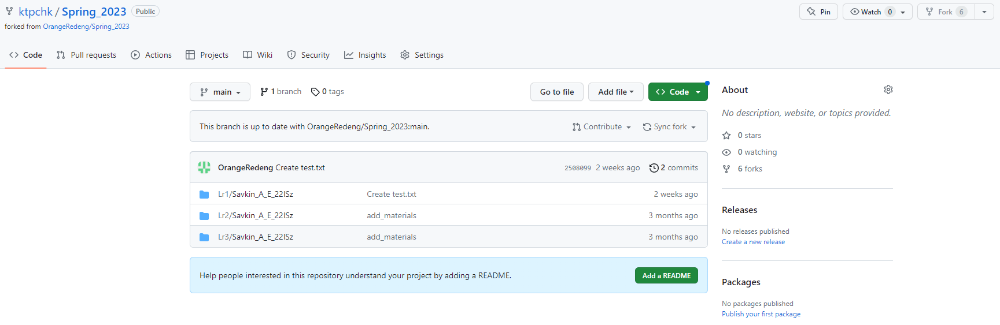 ktpchk / Spring_2023 Public
Pin Watch 0 Fork 6
forked from OrangeRedeng/Spring_2023
Code Pull requests Actions Projects Wiki Security Insights Settings
main 1 branch 0 tags Go to file Add file Code
This branch is up to date with OrangeRedeng/Spring_2023:main. Contribute Sync fork
OrangeRedeng Create test.txt 2508099 2 weeks ago 2 commits
Lr1/Savkin_A_E_22ISz Create test.txt 2 weeks ago
Lr2/Savkin_A_E_22ISz add_materials 3 months ago
Lr3/Savkin_A_E_22ISz add_materials 3 months ago
Help people interested in this repository understand your project by adding a README. Add a README
About
No description, website, or topics provided.
0 stars
0 watching
6 forks
Releases
No releases published
Create a new release
Packages
No packages published
Publish your first package